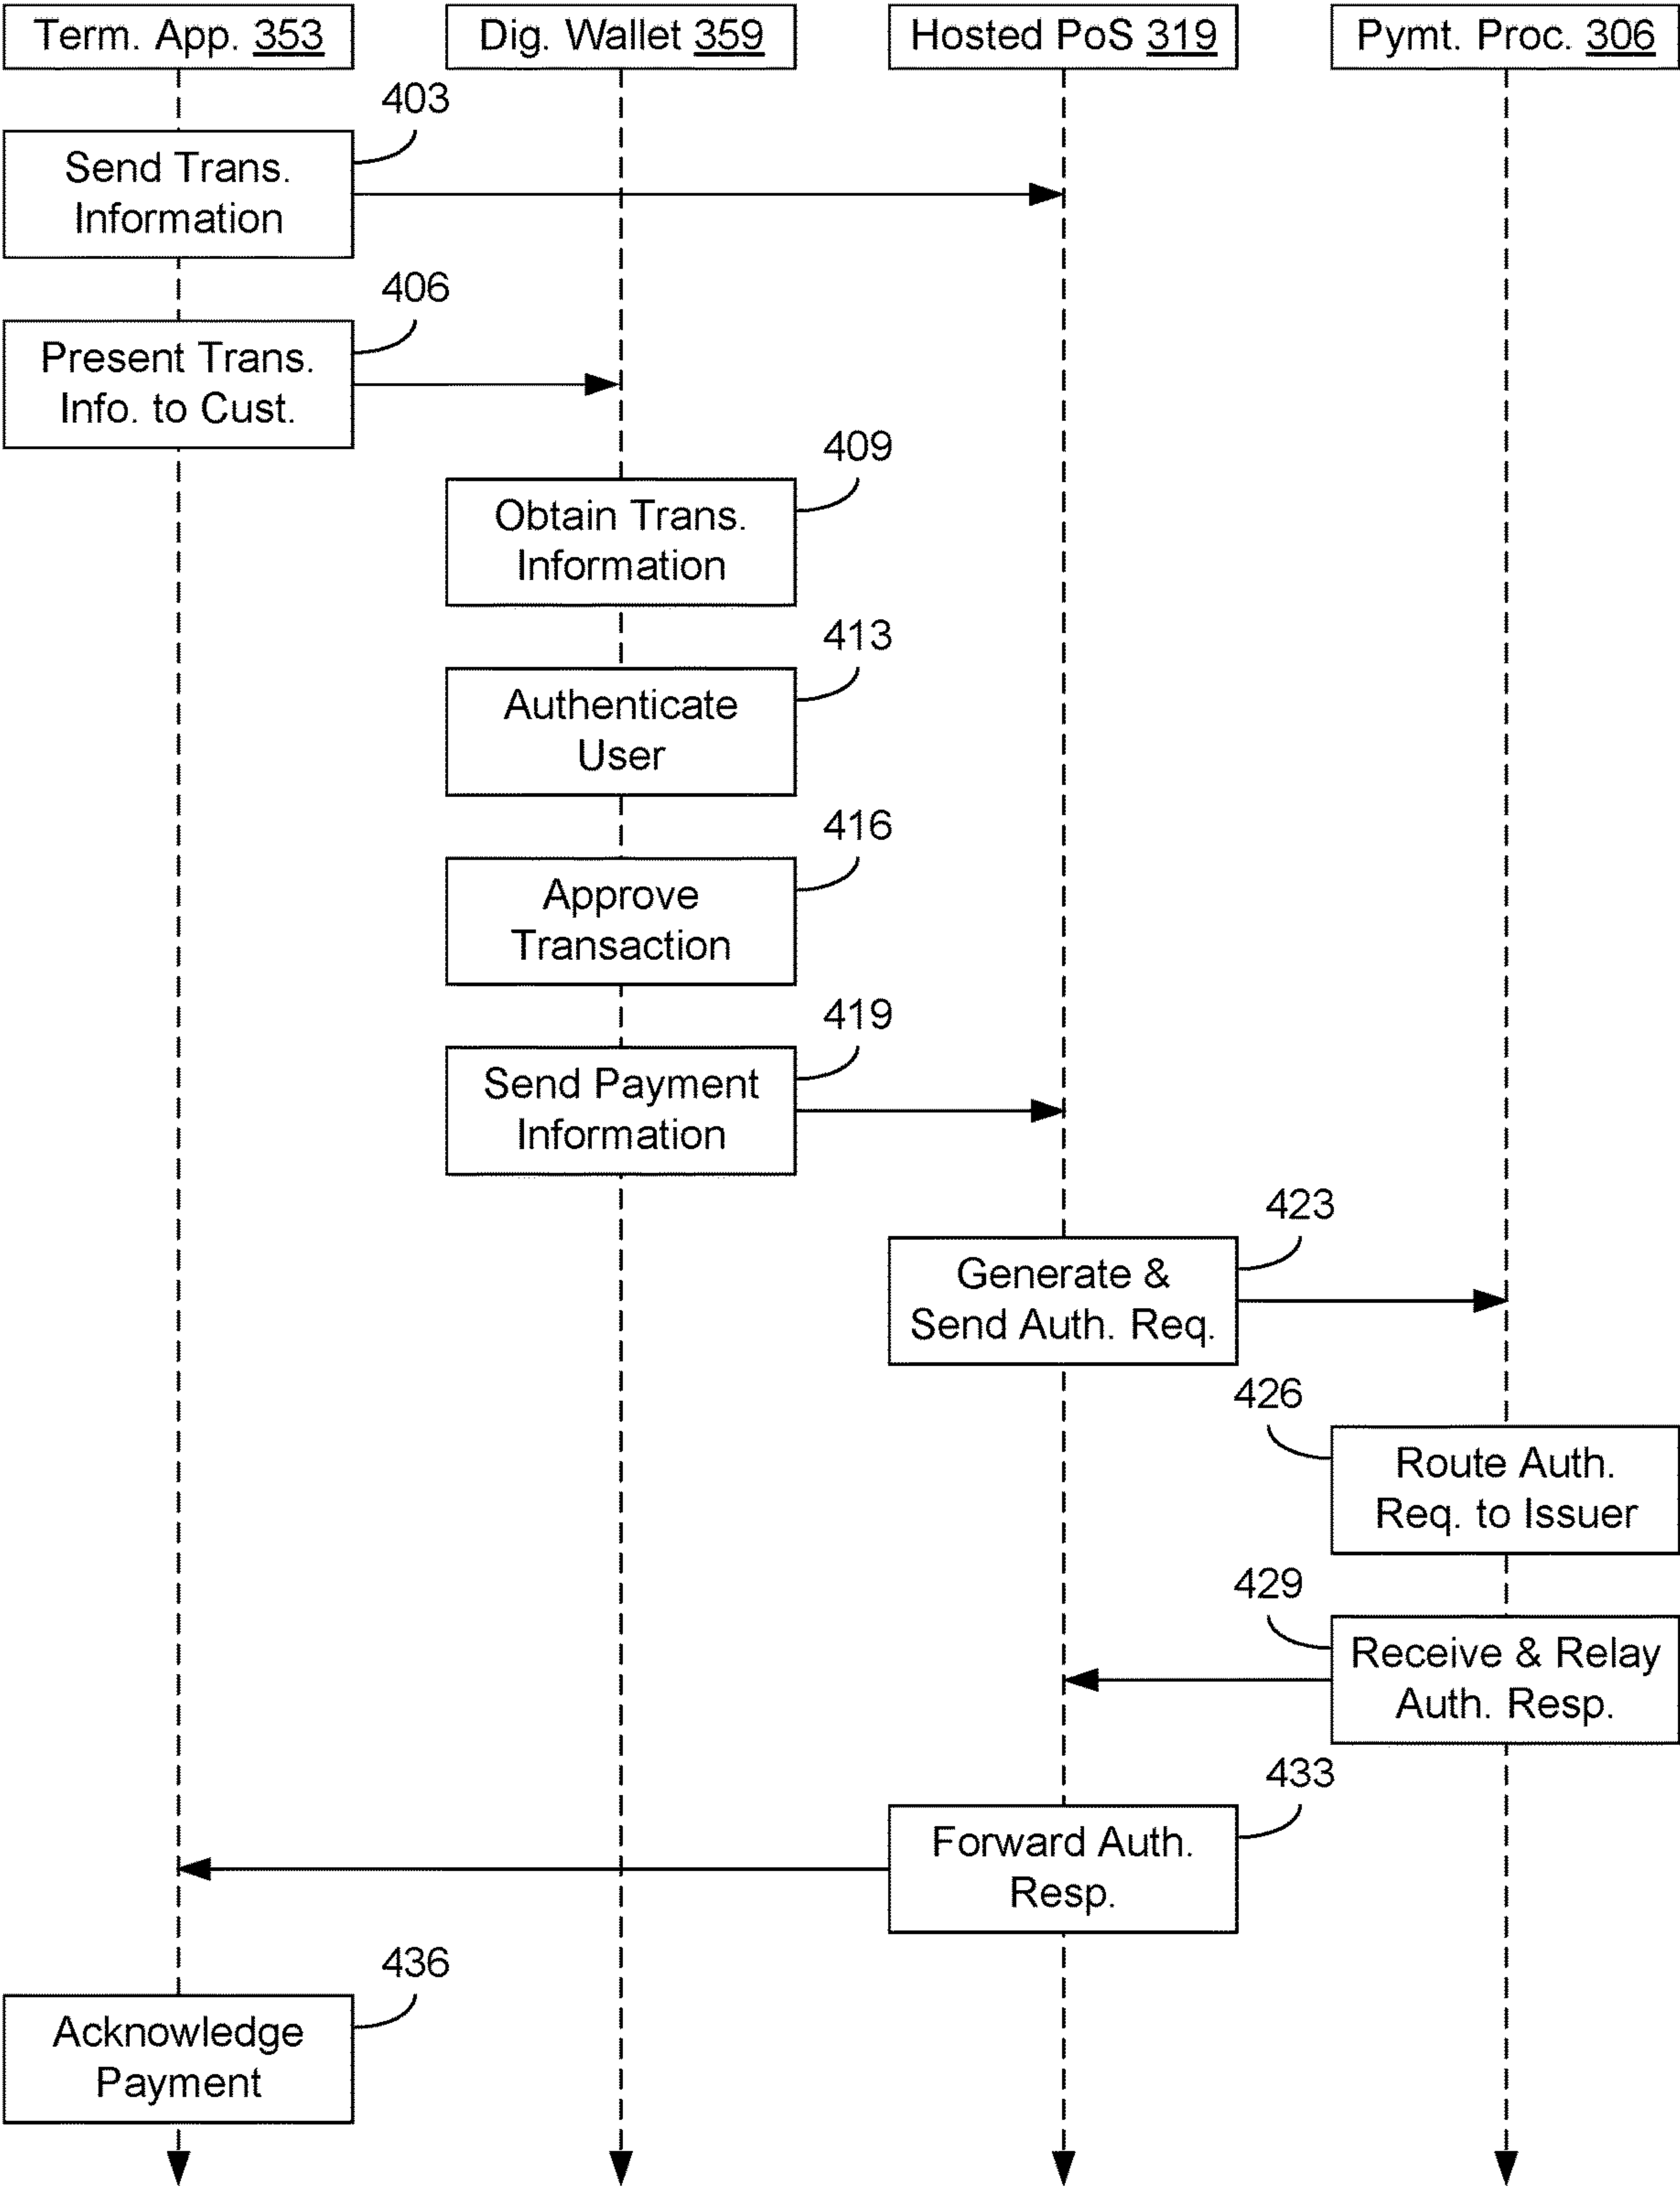 Term. App. 353
Dig. Wallet 359
Hosted PoS 319
Pymt. Proc. 306
403
Send Trans.
Information
406
Present Trans.
Info. to Cust.
409
Obtain Trans.
Information
413
Authenticate
User
416
Approve
Transaction
419
Send Payment
Information
423
Generate &
Send Auth. Req.
426
Route Auth.
Req. to Issuer
429
Receive & Relay
Auth. Resp.
433
Forward Auth.
Resp.
436
Acknowledge
Payment